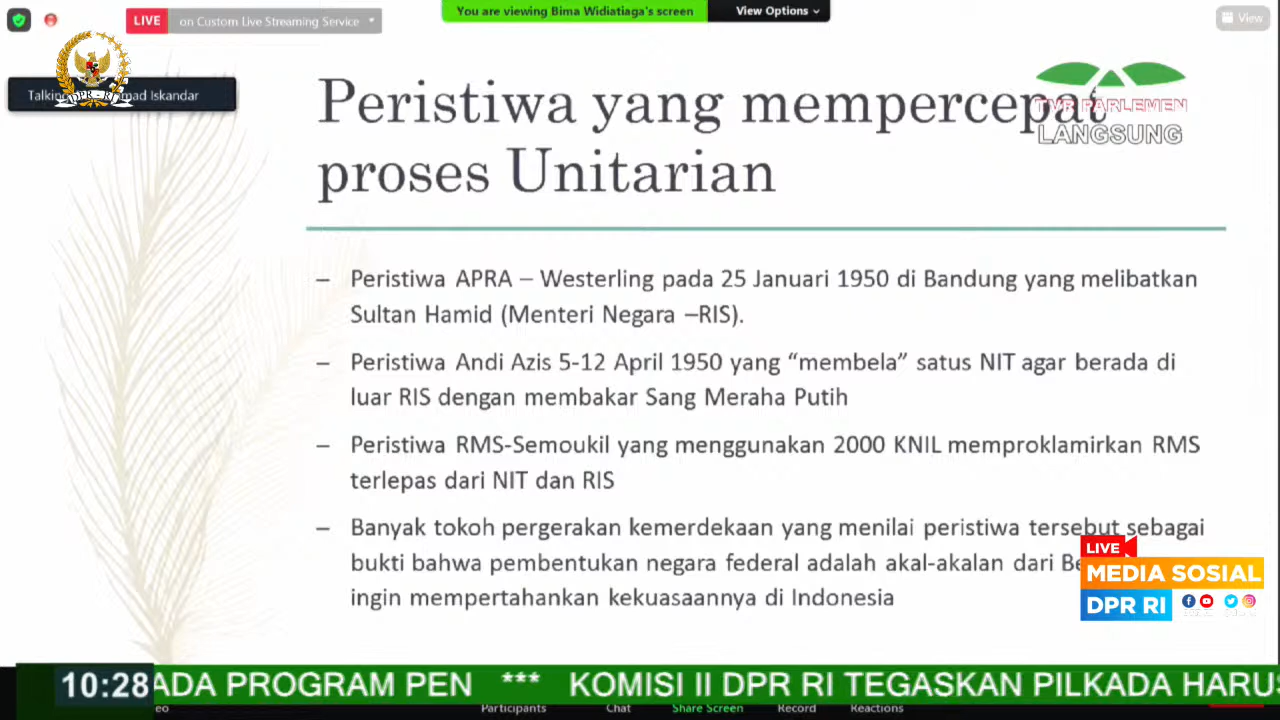 LIVE on Custom Live Streaming Service
You are viewing Bima Widiatiaga's screen View Options
View
mad Iskandar
DPR - RI
TVR PARLEMEN
LANGSUNG
Peristiwa yang mempercepat
proses Unitarian
– Peristiwa APRA – Westerling pada 25 Januari 1950 di Bandung yang melibatkan
Sultan Hamid (Menteri Negara –RIS).
– Peristiwa Andi Azis 5-12 April 1950 yang “membela” satus NIT agar berada di
luar RIS dengan membakar Sang Meraha Putih
– Peristiwa RMS-Semoukil yang menggunakan 2000 KNIL memproklamirkan RMS
terlepas dari NIT dan RIS
– Banyak tokoh pergerakan kemerdekaan yang menilai peristiwa tersebut sebagai
bukti bahwa pembentukan negara federal adalah akal-akalan dari
ingin mempertahankan kekuasaannya di Indonesia
LIVE
MEDIA SOSIAL
DPR RI
10:28 ADA PROGRAM PEN *** KOMISI II DPR RI TEGASKAN PILKADA HARUS
eo Participants Chat Share Screen Record Reactions